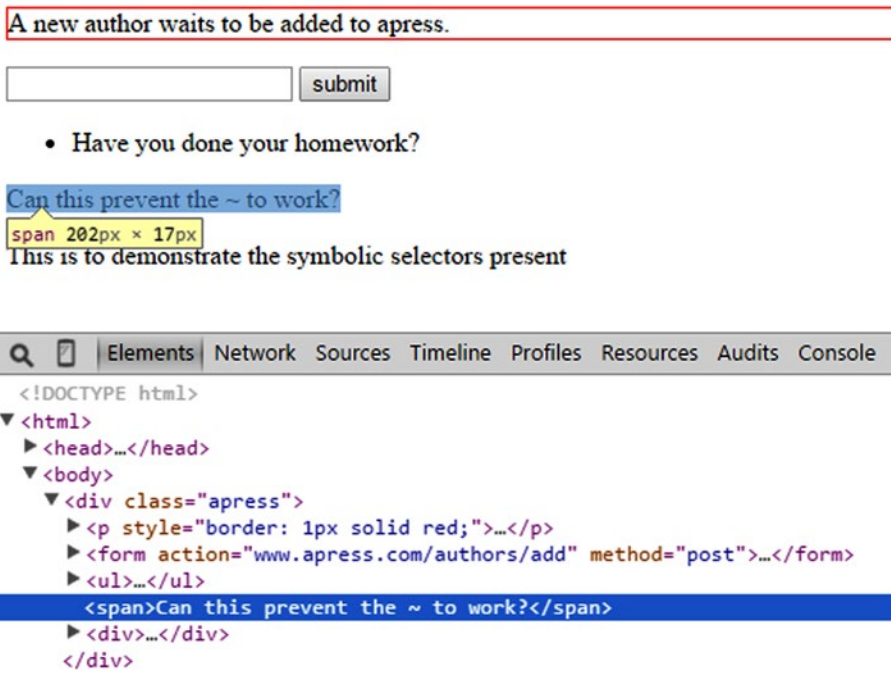 A new author waits to be added to apress.
submit
• Have you done your homework?
Can this prevent the ~ to work?
span 202px × 17px
This is to demonstrate the symbolic selectors present
Elements Network Sources Timeline Profiles Resources Audits Console
<!DOCTYPE html>
▼<html>
▶<head>…</head>
▼<body>
▼<div class="apress">
▶<p style="border: 1px solid red;">…</p>
▶<form action="www.apress.com/authors/add" method="post">…</form>
▶<ul>…</ul>
<span>Can this prevent the ~ to work?</span>
▶<div>…</div>
</div>